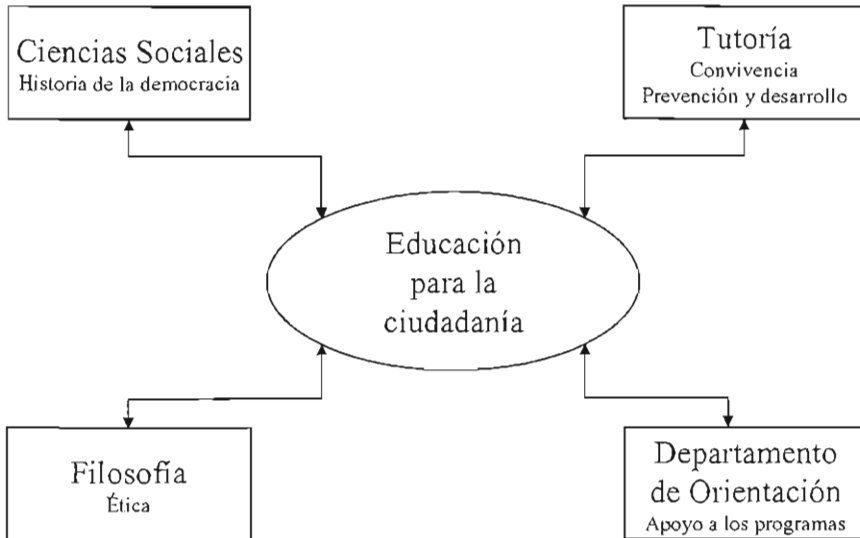 Ciencias Sociales
Historia de la democracia
Tutoría
Convivencia
Prevención y desarrollo
Educación
para la
ciudadanía
Filosofía
Ética
Departamento
de Orientación
Apoyo a los programas